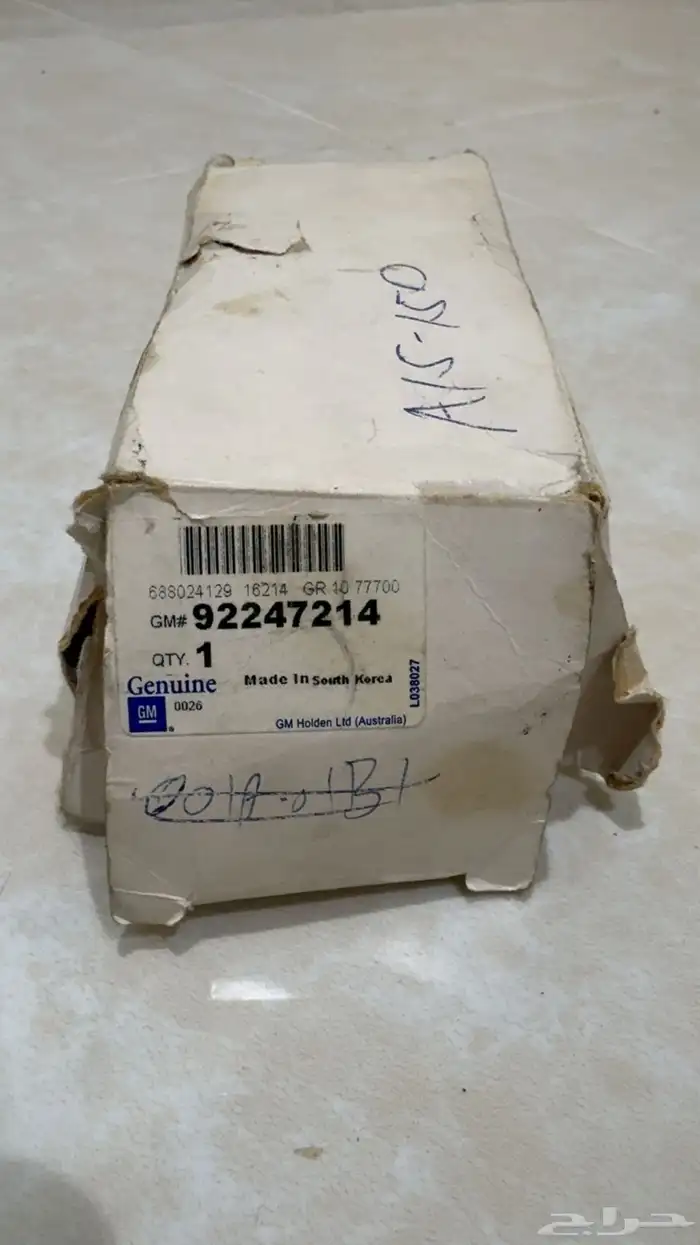 A15-150
688024129 16214 GR 10 77700
GM# 92247214
QTY. 1
Genuine
Made In South Korea
L038027
GM
0026
GM Holden Ltd (Australia)
حراج